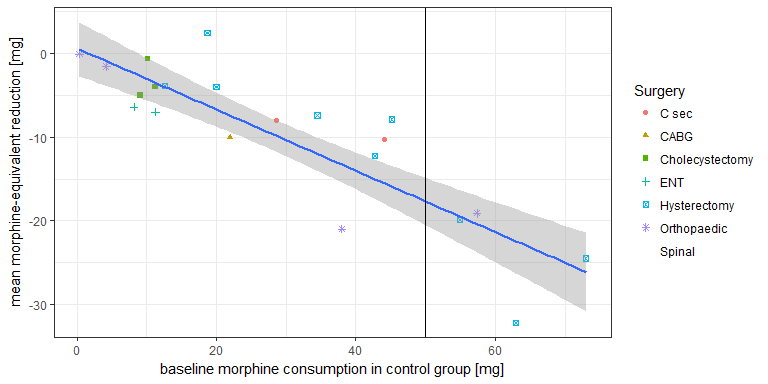 mean morphine-equivalent reduction [mg]
0
-10
-20
-30
0
20
40
60
baseline morphine consumption in control group [mg]
Surgery
C sec
CABG
Cholecystectomy
ENT
Hysterectomy
Orthopaedic
Spinal